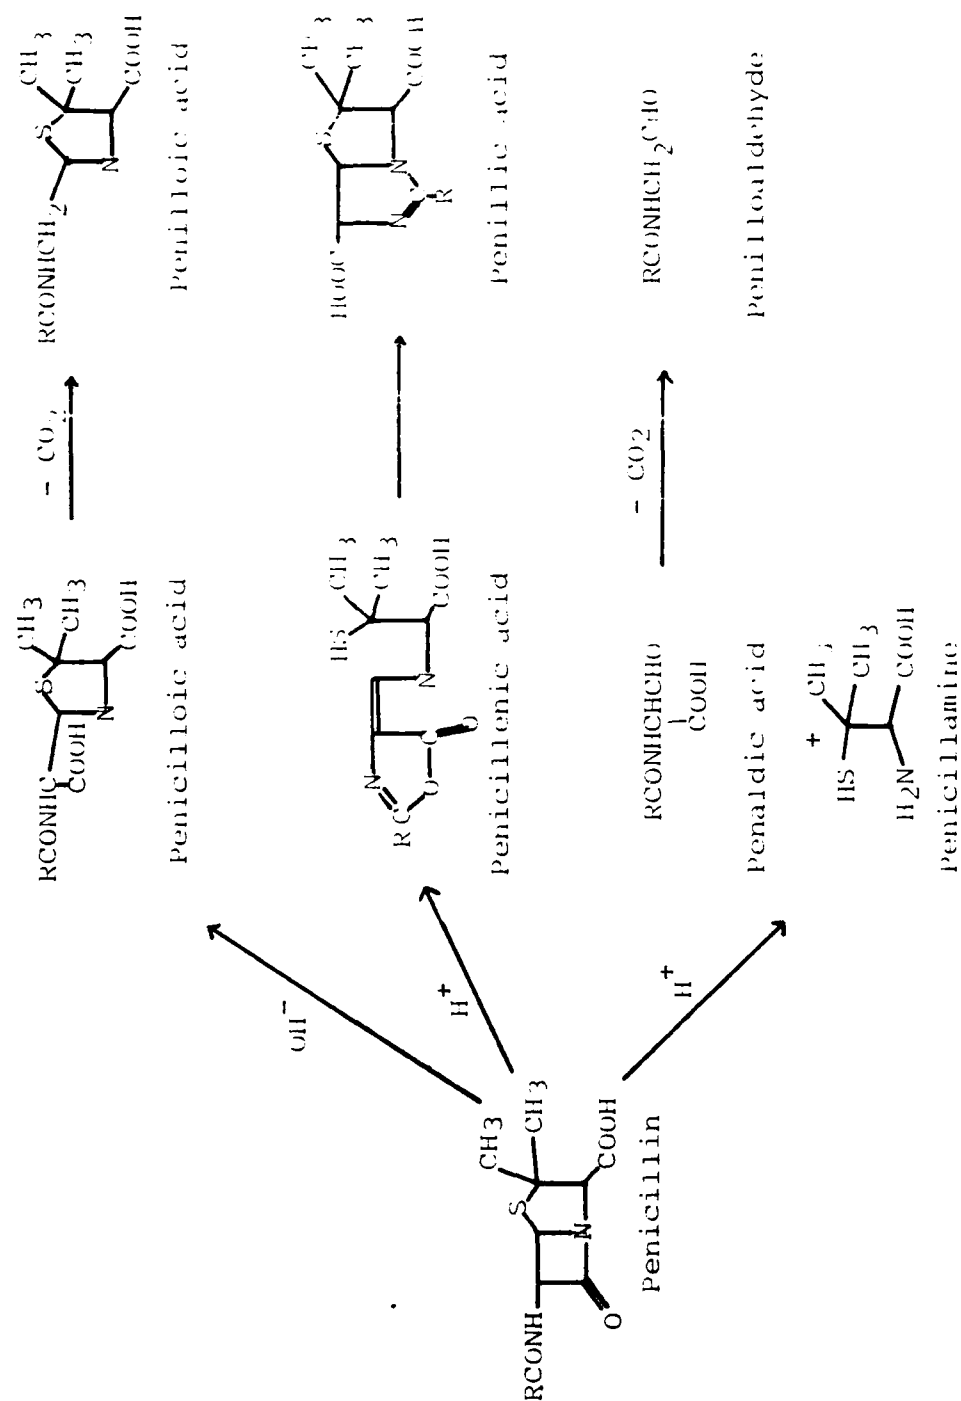 RCONHC
COOH
S
CH3
CH3
N
COOH
Penicilloic acid
- CO2
RCONHCH2
S
CH3
CH3
N
COOH
Penilloic acid
OH-
RCONH
S
CH3
CH3
N
O
COOH
Penicillin
H+
HS
CH3
CH3
N
RC
O
C
O
N
COOH
Penicillenic acid
HOOC
S
N
N
R
COOH
Penillic acid
H+
RCONHCHCHO
COOH
Penaldic acid
+
HS
CH3
CH3
H2N
COOH
Penicillamine
- CO2
RCONHCH2CHO
Penilloaldehyde